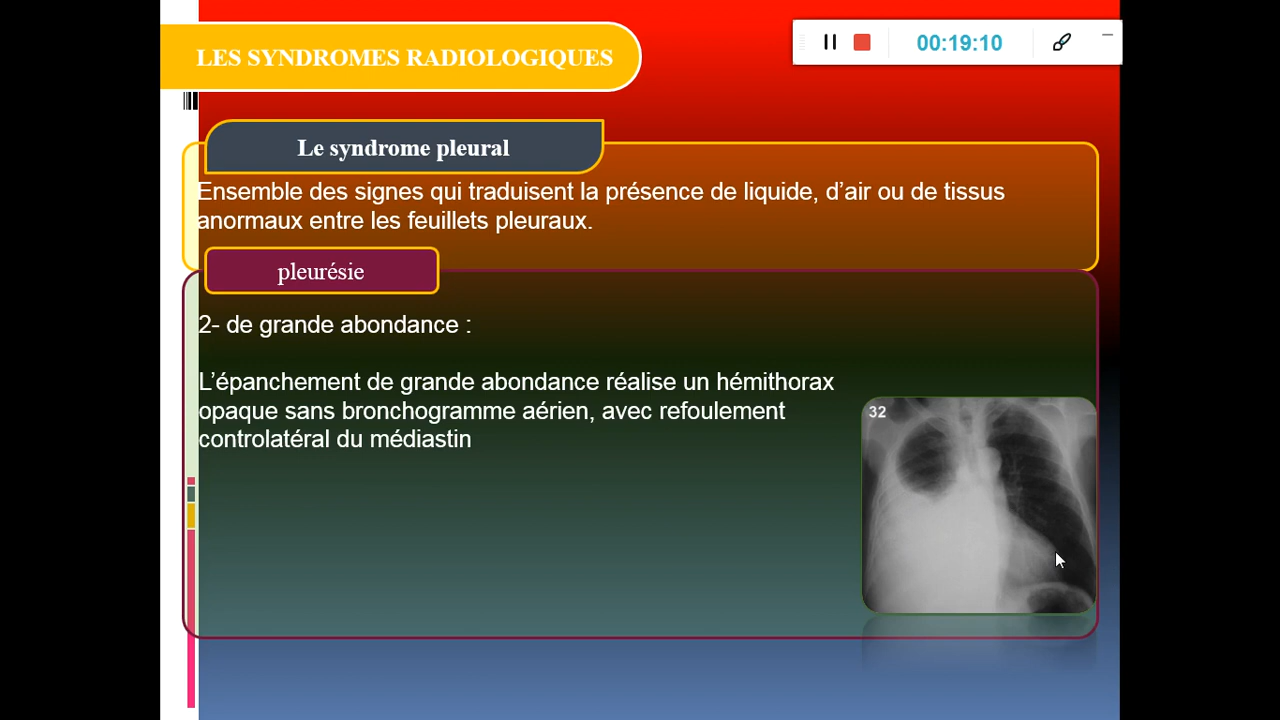 LES SYNDROMES RADIOLOGIQUES
00:19:10
Le syndrome pleural
Ensemble des signes qui traduisent la présence de liquide, d’air ou de tissus
anormaux entre les feuillets pleuraux.
pleurésie
2- de grande abondance :
L’épanchement de grande abondance réalise un hémithorax
opaque sans bronchogramme aérien, avec refoulement
controlatéral du médiastin
32